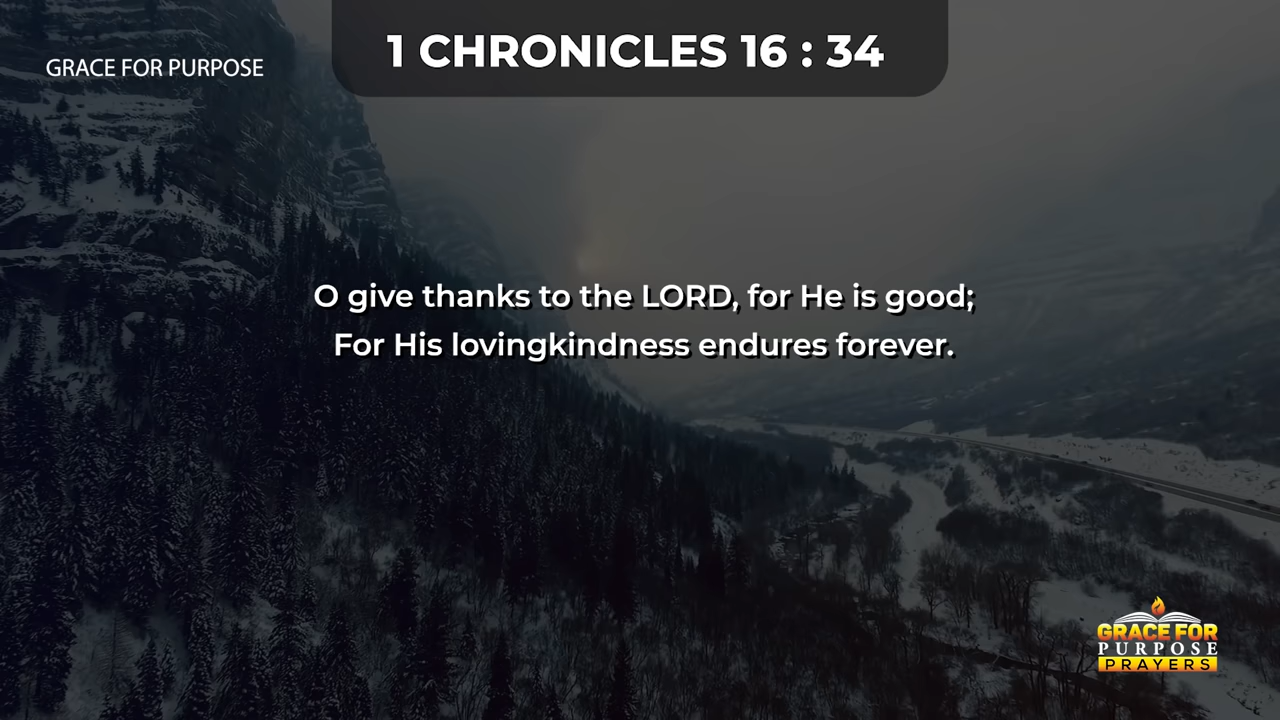 1 CHRONICLES 16 : 34
GRACE FOR PURPOSE
O give thanks to the LORD, for He is good;
For His lovingkindness endures forever.
GRACE FOR
PURPOSE
PRAYERS